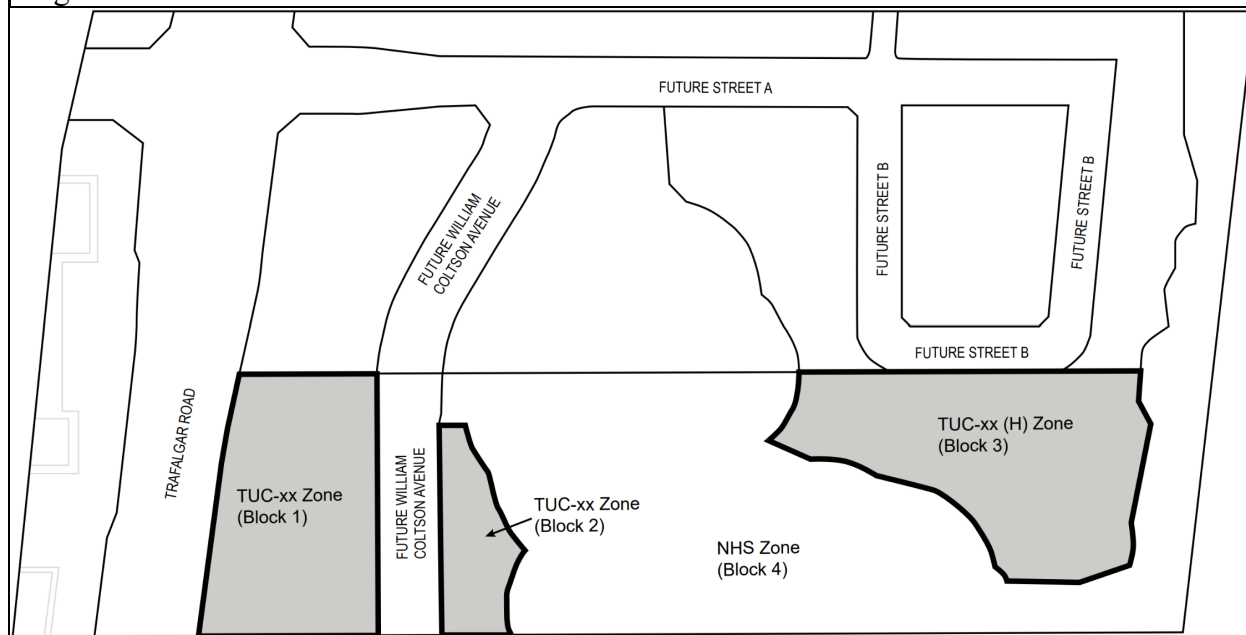 FUTURE STREET A
FUTURE WILLIAM
COLTSON AVENUE
FUTURE STREET B
FUTURE STREET B
FUTURE STREET B
TRAFALGAR ROAD
TUC-xx Zone
(Block 1)
FUTURE WILLIAM
COLTSON AVENUE
TUC-xx Zone
(Block 2)
NHS Zone
(Block 4)
TUC-xx (H) Zone
(Block 3)